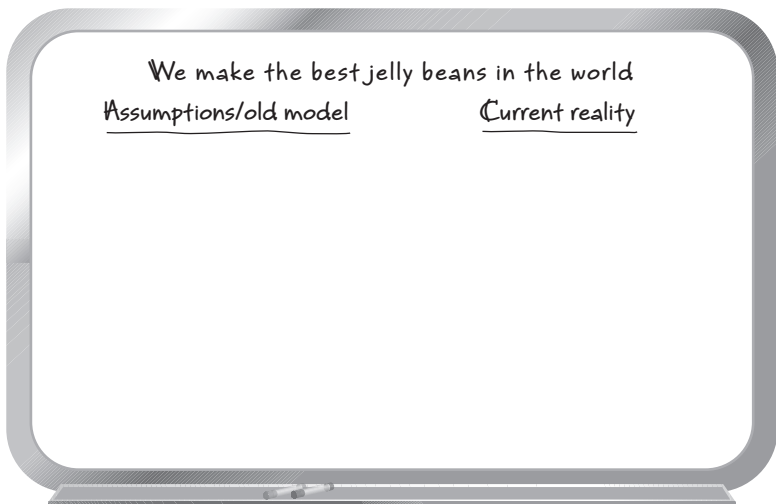 We make the best jelly beans in the world
Assumptions/old model
Current reality